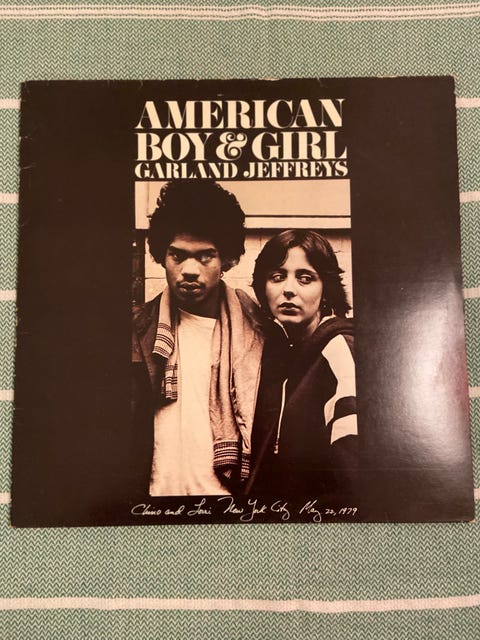 AMERICAN
BOY & GIRL
GARLAND JEFFREYS
Chino and Lori New York City May 22, 1979